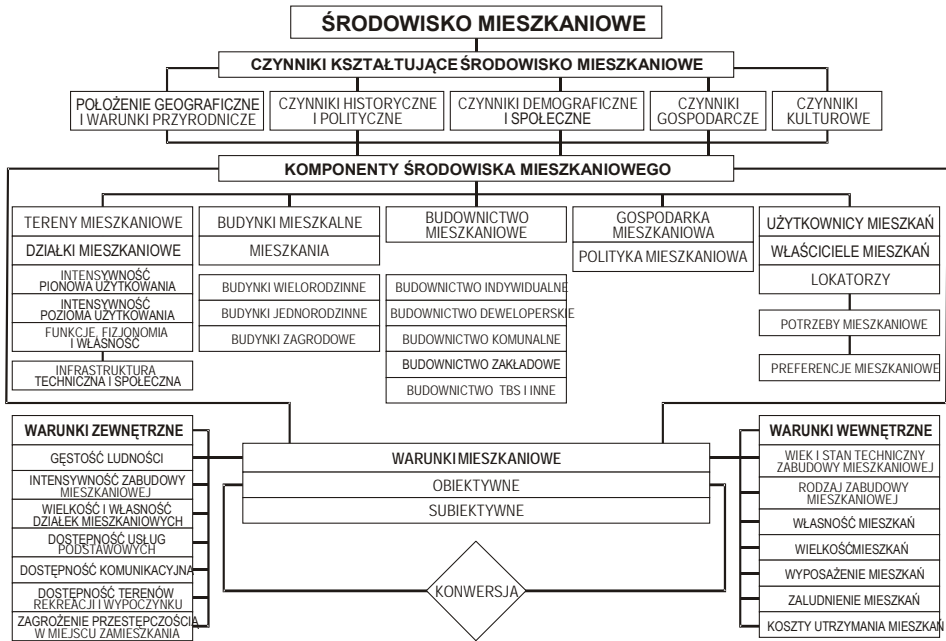 ŚRODOWISKO MIESZKANIOWE
CZYNNIKI KSZTAŁTUJĄCE ŚRODOWISKO MIESZKANIOWE
POŁOŻENIE GEOGRAFICZNE
I WARUNKI PRZYRODNICZE
CZYNNIKI HISTORYCZNE
I POLITYCZNE
CZYNNIKI DEMOGRAFICZNE
I SPOŁECZNE
CZYNNIKI
GOSPODARCZE
CZYNNIKI
KULTUROWE
KOMPONENTY ŚRODOWISKA MIESZKANIOWEGO
TERENY MIESZKANIOWE
DZIAŁKI MIESZKANIOWE
INTENSYWNOŚĆ
PIONOWA UŻYTKOWANIA
INTENSYWNOŚĆ
POZIOMA UŻYTKOWANIA
FUNKCJE, FIZJONOMIA
I WŁASNOŚĆ
INFRASTRUKTURA
TECHNICZNA I SPOŁECZNA
BUDYNKI MIESZKALNE
MIESZKANIA
BUDYNKI WIELORODZINNE
BUDYNKI JEDNORODZINNE
BUDYNKI ZAGRODOWE
BUDOWNICTWO
MIESZKANIOWE
BUDOWNICTWO INDYWIDUALNE
BUDOWNICTWO DEWELOPERSKIE
BUDOWNICTWO KOMUNALNE
BUDOWNICTWO ZAKŁADOWE
BUDOWNICTWO TBS I INNE
GOSPODARKA
MIESZKANIOWA
POLITYKA MIESZKANIOWA
UŻYTKOWNICY MIESZKAŃ
WŁAŚCICIELE MIESZKAŃ
LOKATORZY
POTRZEBY MIESZKANIOWE
PREFERENCJE MIESZKANIOWE
WARUNKI ZEWNĘTRZNE
GĘSTOŚĆ LUDNOŚCI
INTENSYWNOŚĆ ZABUDOWY
MIESZKANIOWEJ
WIELKOŚĆ I WŁASNOŚĆ
DZIAŁEK MIESZKANIOWYCH
DOSTĘPNOŚĆ USŁUG
PODSTAWOWYCH
DOSTĘPNOŚĆ KOMUNIKACYJNA
DOSTĘPNOŚĆ TERENÓW
REKREACJI I WYPOCZYNKU
ZAGROŻENIE PRZESTĘPCZOŚCIĄ
W MIEJSCU ZAMIESZKANIA
WARUNKI MIESZKANIOWE
OBIEKTYWNE
SUBIEKTYWNE
KONWERSJA
WARUNKI WEWNĘTRZNE
WIEK I STAN TECHNICZNY
ZABUDOWY MIESZKANIOWEJ
RODZAJ ZABUDOWY
MIESZKANIOWEJ
WŁASNOŚĆ MIESZKAŃ
WIELKOŚĆ MIESZKAŃ
WYPOSAŻENIE MIESZKAŃ
ZALUDNIENIE MIESZKAŃ
KOSZTY UTRZYMANIA MIESZKAŃ